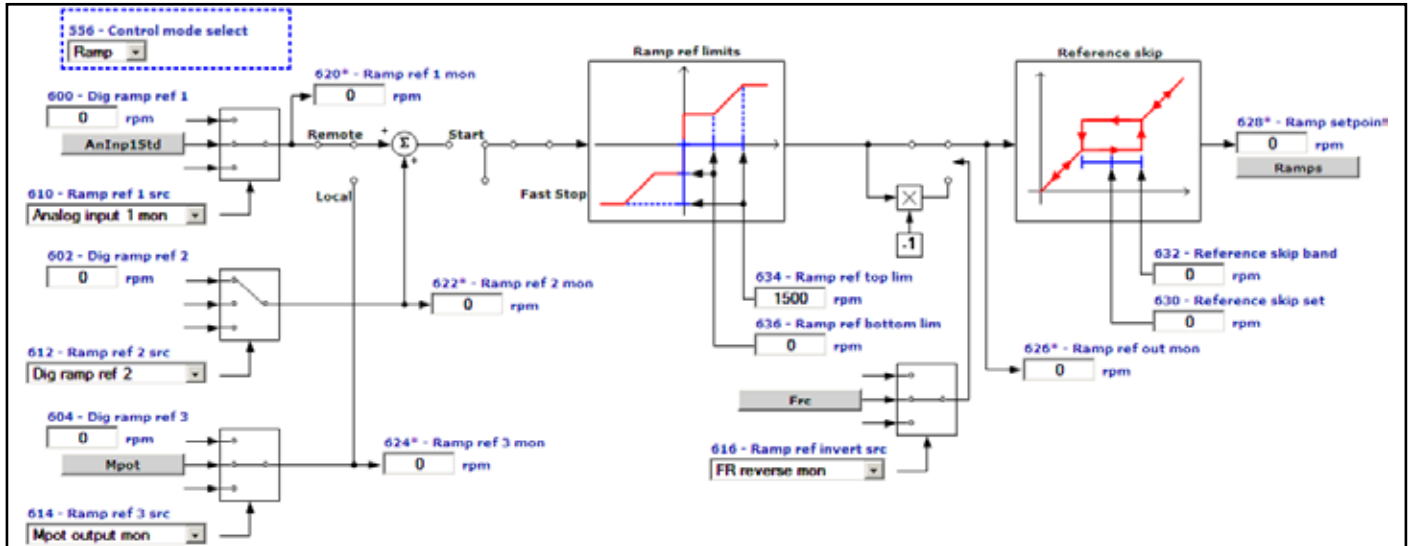 556 - Control mode select
Ramp
620* - Ramp ref 1 mon
0 rpm
600 - Dig ramp ref 1
0 rpm
AnInp1Std
610 - Ramp ref 1 src
Analog input 1 mon
Remote
Local
+
Σ
+
Start
Fast Stop
Ramp ref limits
Reference skip
628* - Ramp setpoint
0 rpm
Ramps
602 - Dig ramp ref 2
0 rpm
622* - Ramp ref 2 mon
0 rpm
612 - Ramp ref 2 src
Dig ramp ref 2
604 - Dig ramp ref 3
0 rpm
Mpot
624* - Ramp ref 3 mon
0 rpm
614 - Ramp ref 3 src
Mpot output mon
634 - Ramp ref top lim
1500 rpm
636 - Ramp ref bottom lim
0 rpm
X
-1
632 - Reference skip band
0 rpm
630 - Reference skip set
0 rpm
626* - Ramp ref out mon
0 rpm
Frc
616 - Ramp ref invert src
FR reverse mon